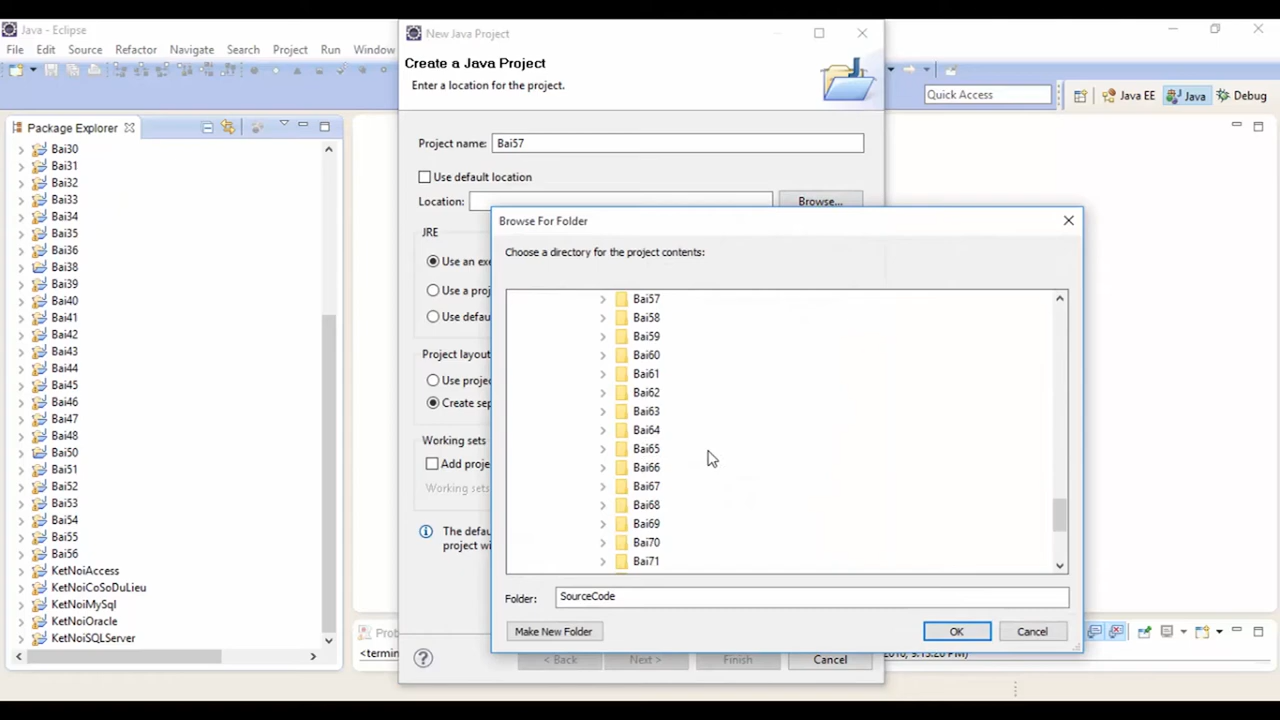 Java - Eclipse
File Edit Source Refactor Navigate Search Project Run Window
Quick Access
Java EE
Java
Debug
Package Explorer
Bai30
Bai31
Bai32
Bai33
Bai34
Bai35
Bai36
Bai38
Bai39
Bai40
Bai41
Bai42
Bai43
Bai44
Bai45
Bai46
Bai47
Bai48
Bai50
Bai51
Bai52
Bai53
Bai54
Bai55
Bai56
KetNoiAccess
KetNoiCoSoDuLieu
KetNoiMySql
KetNoiOracle
KetNoiSQLServer
New Java Project
Create a Java Project
Enter a location for the project.
Project name: Bai57
Use default location
Location:
Browse...
JRE
Use an exe
Use a proj
Use defau
Project layou
Use projec
Create sep
Working sets
Add proje
Working sets
The defau
project wi
< Back
Next >
Finish
Cancel
Browse For Folder
Choose a directory for the project contents:
Bai57
Bai58
Bai59
Bai60
Bai61
Bai62
Bai63
Bai64
Bai65
Bai66
Bai67
Bai68
Bai69
Bai70
Bai71
Folder: SourceCode
Make New Folder
OK
Cancel
Prob
<termin